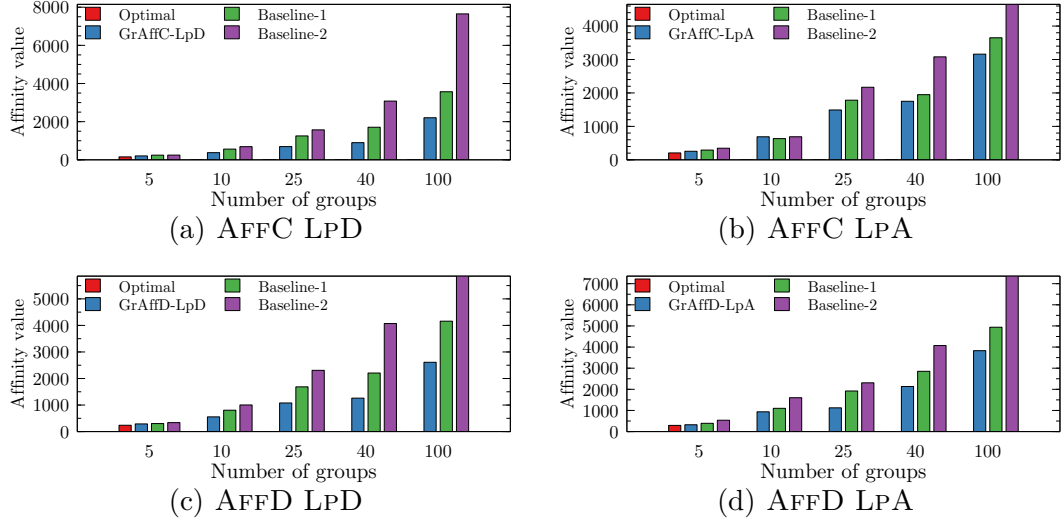 8000
6000
4000
2000
0
Affinity value
Optimal
GrAffC-LpD
Baseline-1
Baseline-2
5 10 25 40 100
Number of groups
(a) AFFC LPD
4000
3000
2000
1000
0
Affinity value
Optimal
GrAffC-LpA
Baseline-1
Baseline-2
5 10 25 40 100
Number of groups
(b) AFFC LPA
5000
4000
3000
2000
1000
0
Affinity value
Optimal
GrAffD-LpD
Baseline-1
Baseline-2
5 10 25 40 100
Number of groups
(c) AFFD LPD
7000
6000
5000
4000
3000
2000
1000
0
Affinity value
Optimal
GrAffD-LpA
Baseline-1
Baseline-2
5 10 25 40 100
Number of groups
(d) AFFD LPA